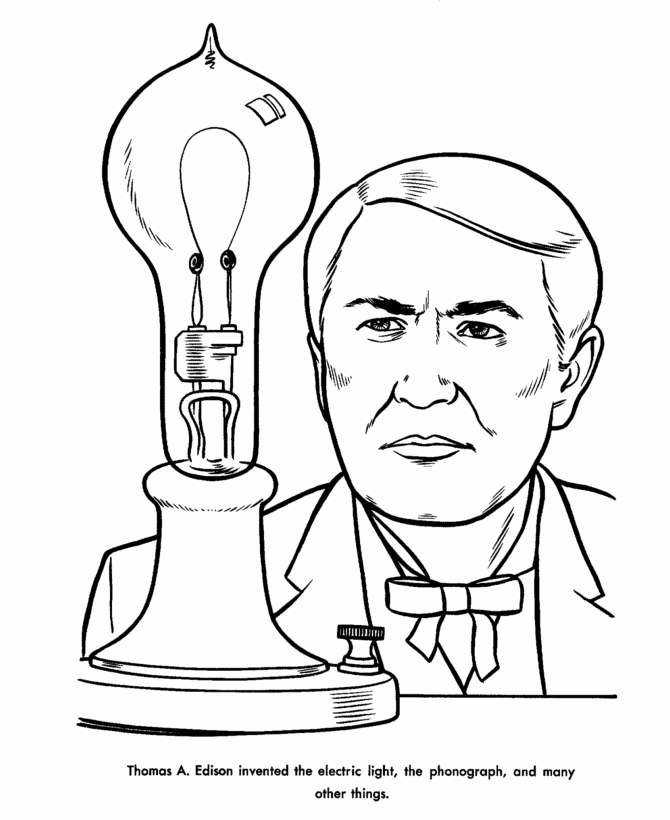 Thomas A. Edison invented the electric light, the phonograph, and many
other things.